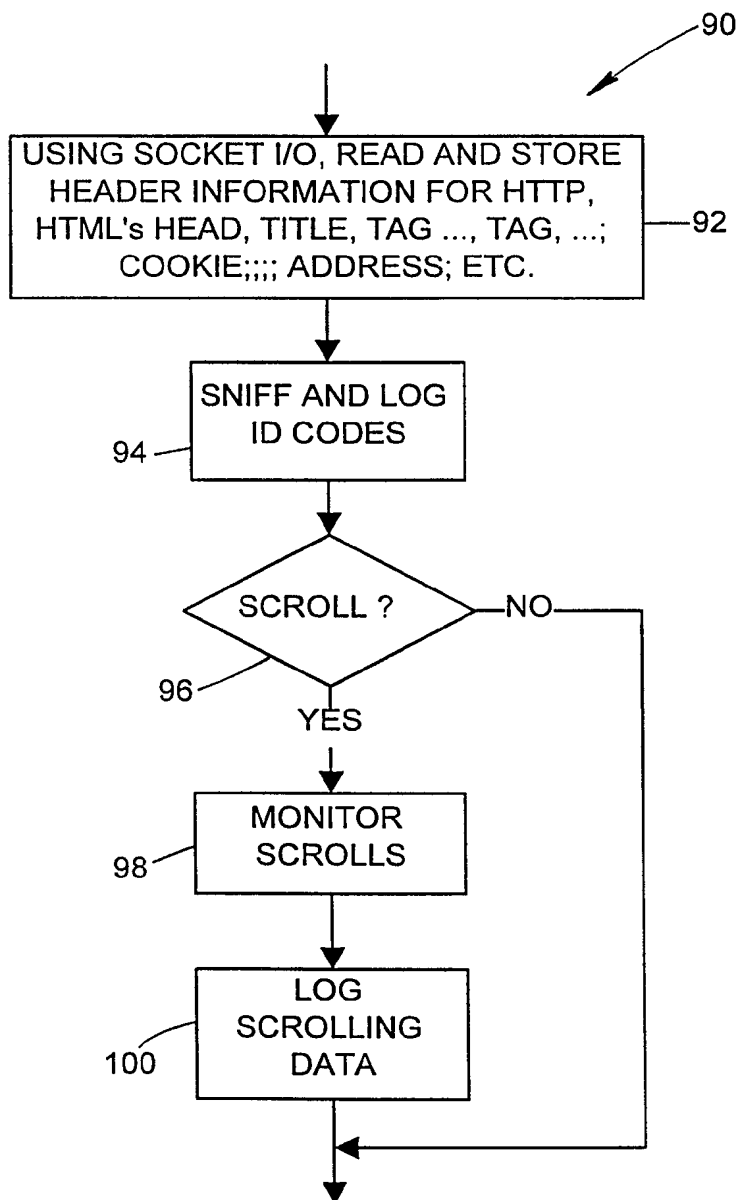 90
USING SOCKET I/O, READ AND STORE
HEADER INFORMATION FOR HTTP,
HTML's HEAD, TITLE, TAG ..., TAG, ...;
COOKIE;;;; ADDRESS; ETC.
92
SNIFF AND LOG
ID CODES
94
SCROLL ?
NO
96
YES
MONITOR
SCROLLS
98
LOG
SCROLLING
DATA
100